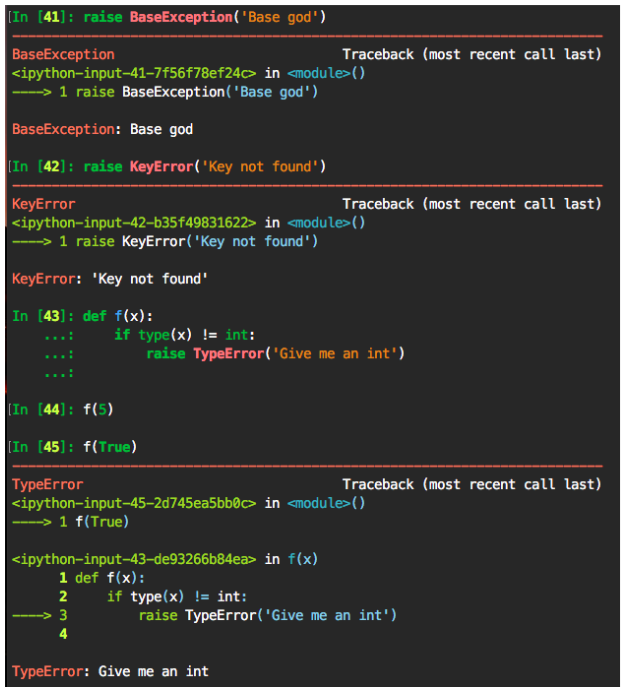 In [41]: raise BaseException('Base god')
---------------------------------------------------------------------------
BaseException                             Traceback (most recent call last)
<ipython-input-41-7f56f78ef24c> in <module>()
----> 1 raise BaseException('Base god')

BaseException: Base god

In [42]: raise KeyError('Key not found')
---------------------------------------------------------------------------
KeyError                                  Traceback (most recent call last)
<ipython-input-42-b35f49831622> in <module>()
----> 1 raise KeyError('Key not found')

KeyError: 'Key not found'

In [43]: def f(x):
    ...:     if type(x) != int:
    ...:         raise TypeError('Give me an int')
    ...:

In [44]: f(5)

In [45]: f(True)
---------------------------------------------------------------------------
TypeError                                 Traceback (most recent call last)
<ipython-input-45-2d745ea5bb0c> in <module>()
----> 1 f(True)

<ipython-input-43-de93266b84ea> in f(x)
      1 def f(x):
      2     if type(x) != int:
----> 3         raise TypeError('Give me an int')
      4

TypeError: Give me an int